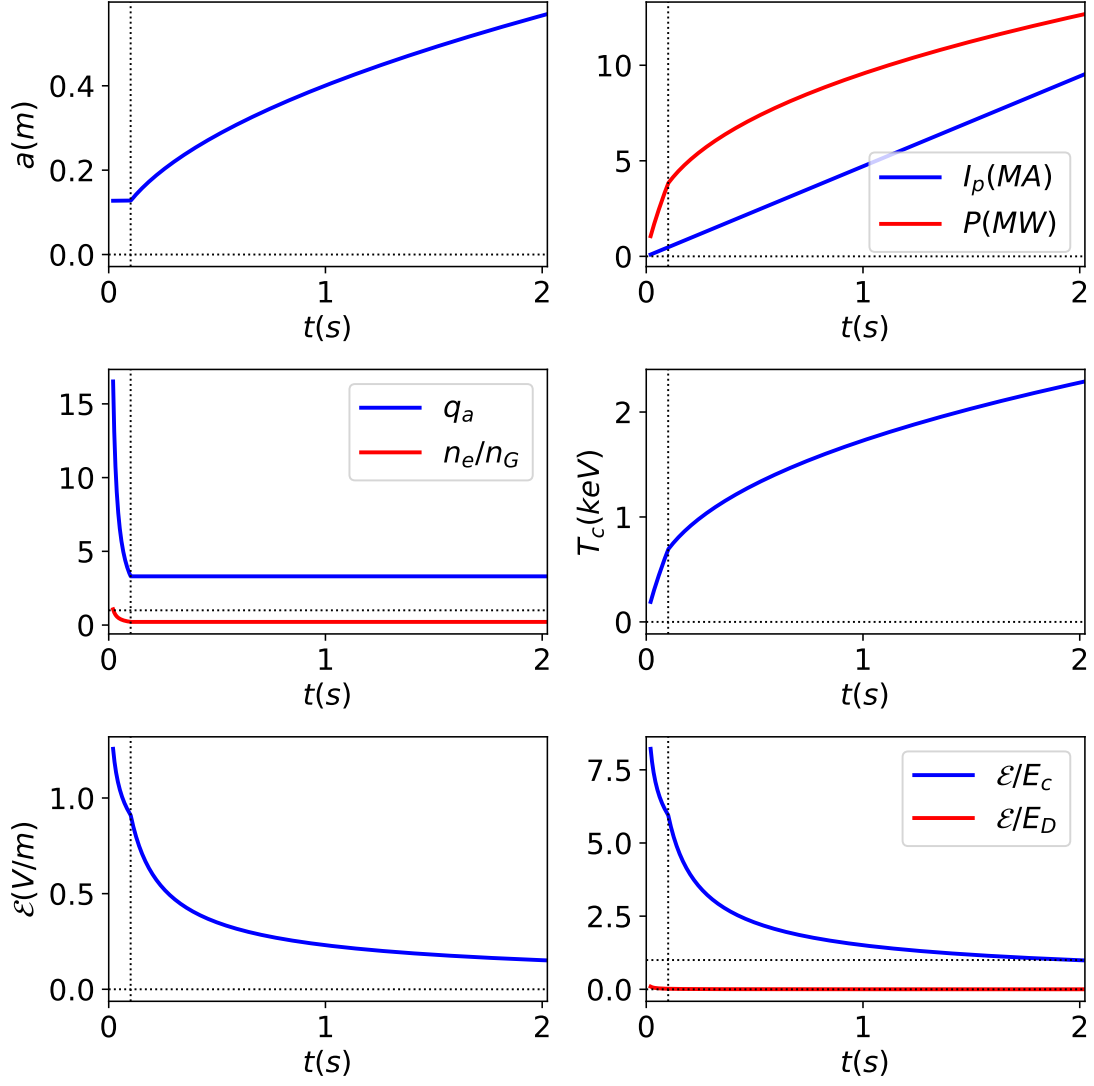 a(m)
0.4
0.2
0.0
0 1 2
t(s)
10
5
0
I_p(MA)
P(MW)
0 1 2
t(s)
15
10
5
0
q_a
n_e/n_G
0 1 2
t(s)
T_c(keV)
2
1
0
0 1 2
t(s)
ℰ(V/m)
1.0
0.5
0.0
0 1 2
t(s)
7.5
5.0
2.5
0.0
ℰ/E_c
ℰ/E_D
0 1 2
t(s)